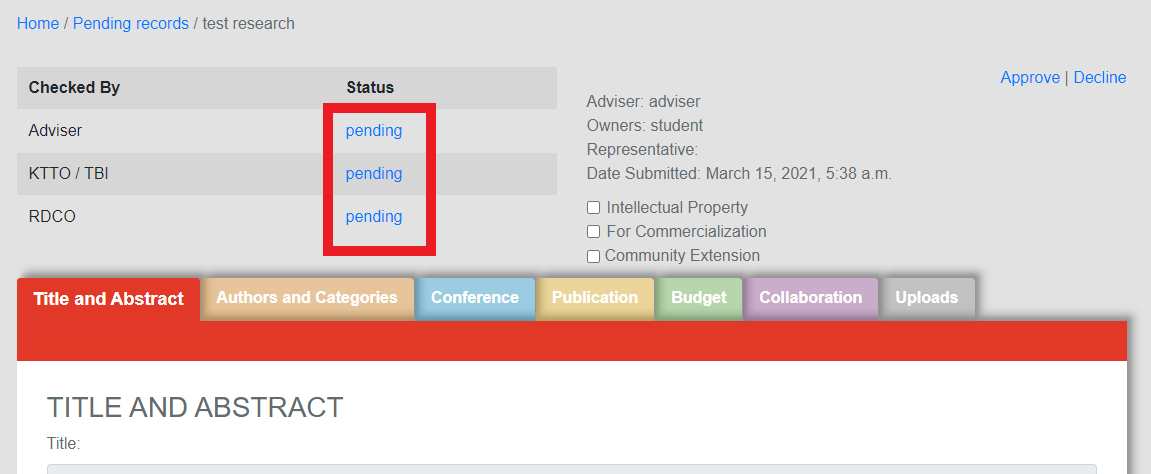 Home / Pending records / test research
Approve | Decline
Checked By Status
Adviser pending
KTTO / TBI pending
RDCO pending
Adviser: adviser
Owners: student
Representative:
Date Submitted: March 15, 2021, 5:38 a.m.
Intellectual Property
For Commercialization
Community Extension
Title and Abstract Authors and Categories Conference Publication Budget Collaboration Uploads
TITLE AND ABSTRACT
Title: